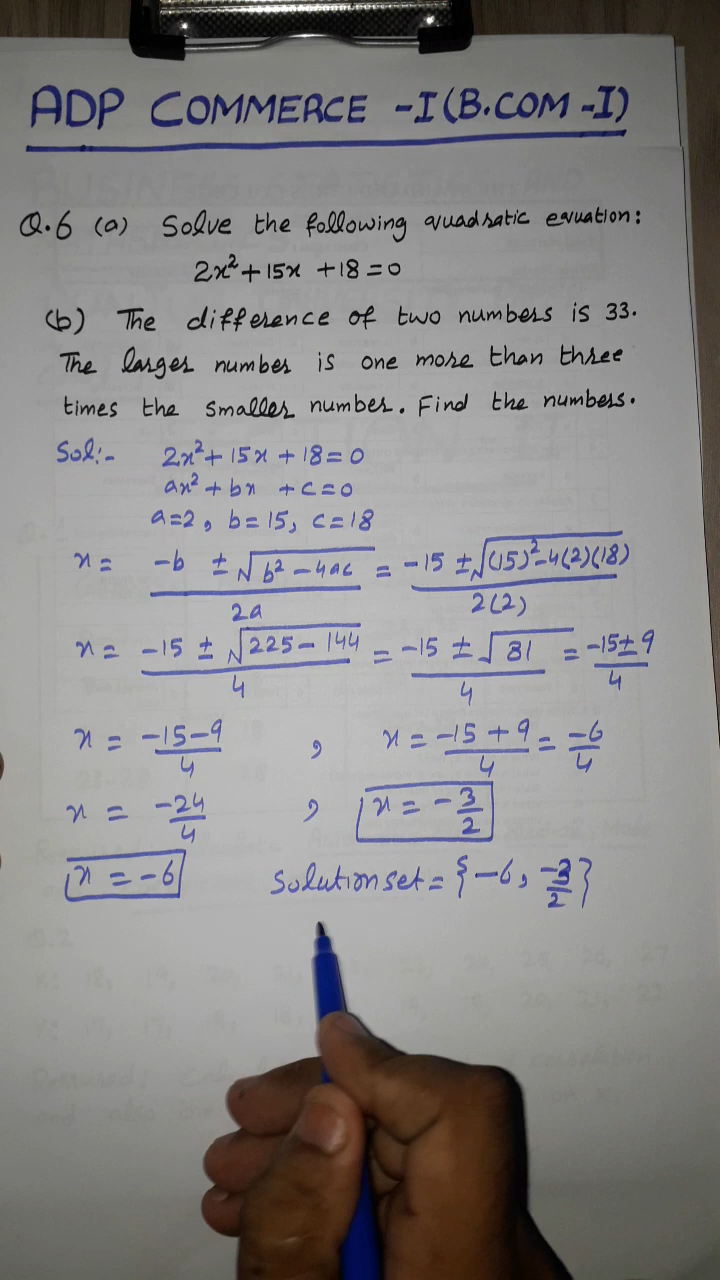 ADP COMMERCE -I(B.COM-I)
Q.6 (a) Solve the following quadratic equation:
2x²+15x+18=0
(b) The difference of two numbers is 33.
The larger number is one more than three
times the smaller number. Find the numbers.
Sol:- 2x²+15x+18=0
ax²+bx+c=0
a=2, b=15, c=18
x = (-b ± √(b²-4ac))/2a = (-15 ± √((15)²-4(2)(18)))/2(2)
x = (-15 ± √(225-144))/4 = (-15 ± √81)/4 = (-15±9)/4
x = (-15-9)/4 , x = (-15+9)/4 = -6/4
x = -24/4 , x = -3/2
x = -6 Solution set = {-6, -3/2}